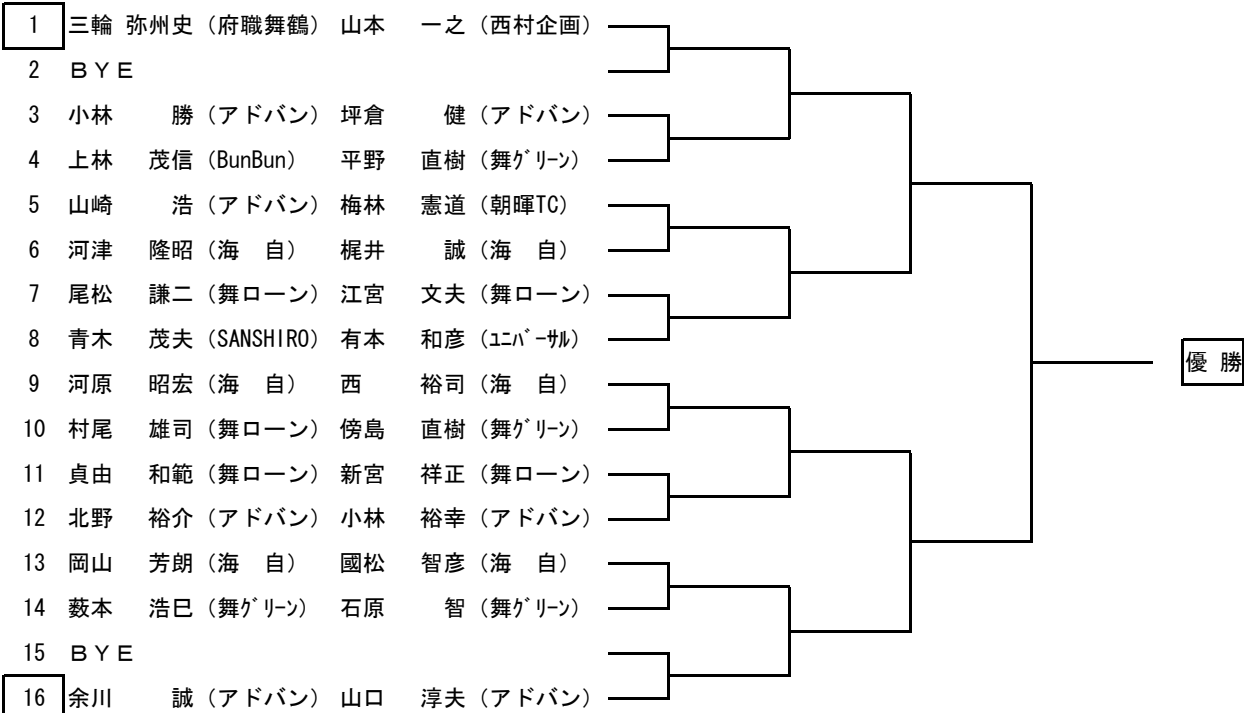 1 三輪 弥州史 (府職舞鶴) 山本 一之 (西村企画)
2 ＢＹＥ
3 小林 勝 (アドバン) 坪倉 健 (アドバン)
4 上林 茂信 (BunBun) 平野 直樹 (舞ｸﾞﾘｰﾝ)
5 山崎 浩 (アドバン) 梅林 憲道 (朝暉TC)
6 河津 隆昭 (海 自) 梶井 誠 (海 自)
7 尾松 謙二 (舞ローン) 江宮 文夫 (舞ローン)
8 青木 茂夫 (SANSHIRO) 有本 和彦 (ﾕﾆﾊﾞｰｻﾙ)
優 勝
9 河原 昭宏 (海 自) 西 裕司 (海 自)
10 村尾 雄司 (舞ローン) 傍島 直樹 (舞ｸﾞﾘｰﾝ)
11 貞由 和範 (舞ローン) 新宮 祥正 (舞ローン)
12 北野 裕介 (アドバン) 小林 裕幸 (アドバン)
13 岡山 芳朗 (海 自) 國松 智彦 (海 自)
14 薮本 浩巳 (舞ｸﾞﾘｰﾝ) 石原 智 (舞ｸﾞﾘｰﾝ)
15 ＢＹＥ
16 余川 誠 (アドバン) 山口 淳夫 (アドバン)